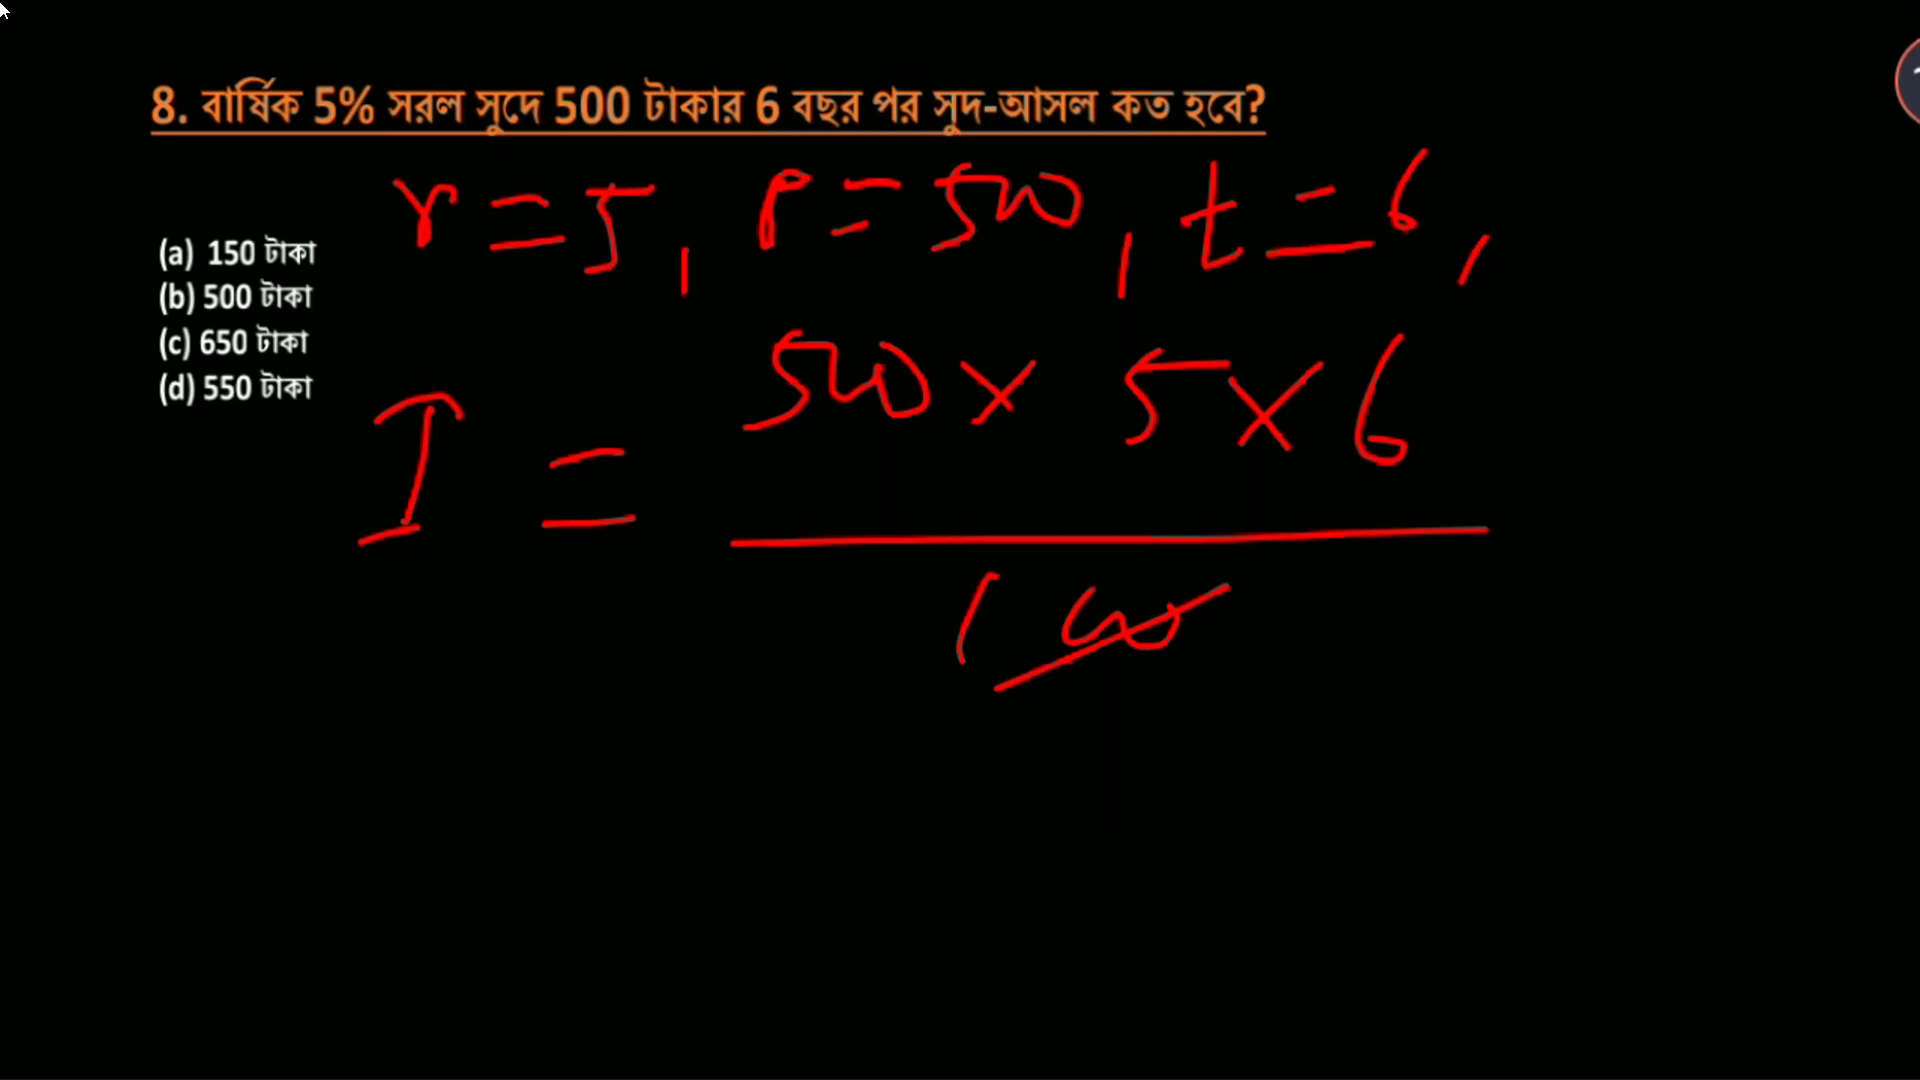 8. বার্ষিক 5% সরল সুদে 500 টাকার 6 বছর পর সুদ-আসল কত হবে?
r = 5, P = 500, t = 6,
(a) 150 টাকা
(b) 500 টাকা
(c) 650 টাকা
(d) 550 টাকা
500 × 5 × 6
I =
100